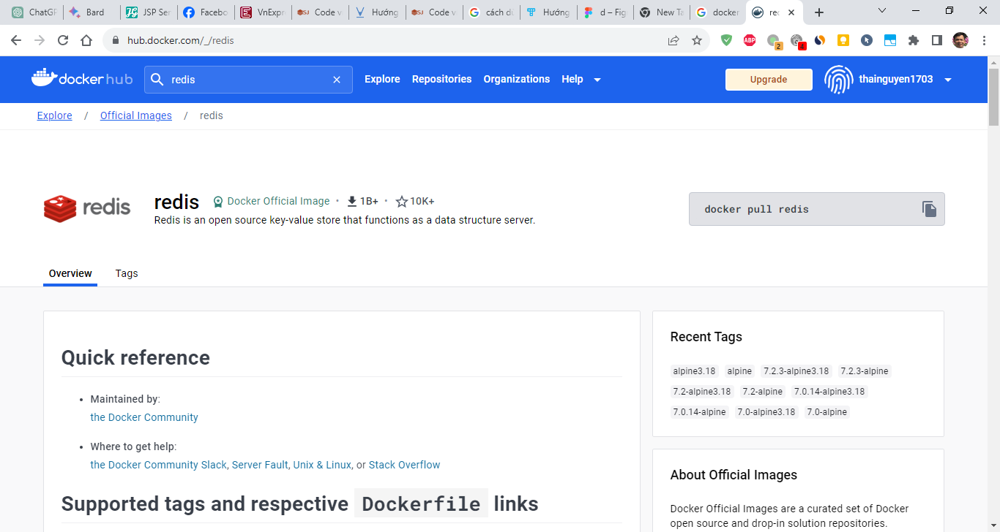 ChatGP Bard JSP Ser Facebo VnExpr Code v Hướng Code v cách dc Hướng d – Fig New Ta docker rec
hub.docker.com/_/redis ABP 2 4
docker hub redis Explore Repositories Organizations Help Upgrade thainguyen1703
Explore / Official Images / redis
redis redis Docker Official Image • 1B+ • 10K+
Redis is an open source key-value store that functions as a data structure server.
docker pull redis
Overview Tags
Quick reference
• Maintained by:
the Docker Community
• Where to get help:
the Docker Community Slack, Server Fault, Unix & Linux, or Stack Overflow
Supported tags and respective Dockerfile links
Recent Tags
alpine3.18 alpine 7.2.3-alpine3.18 7.2.3-alpine
7.2-alpine3.18 7.2-alpine 7.0.14-alpine3.18
7.0.14-alpine 7.0-alpine3.18 7.0-alpine
About Official Images
Docker Official Images are a curated set of Docker
open source and drop-in solution repositories.